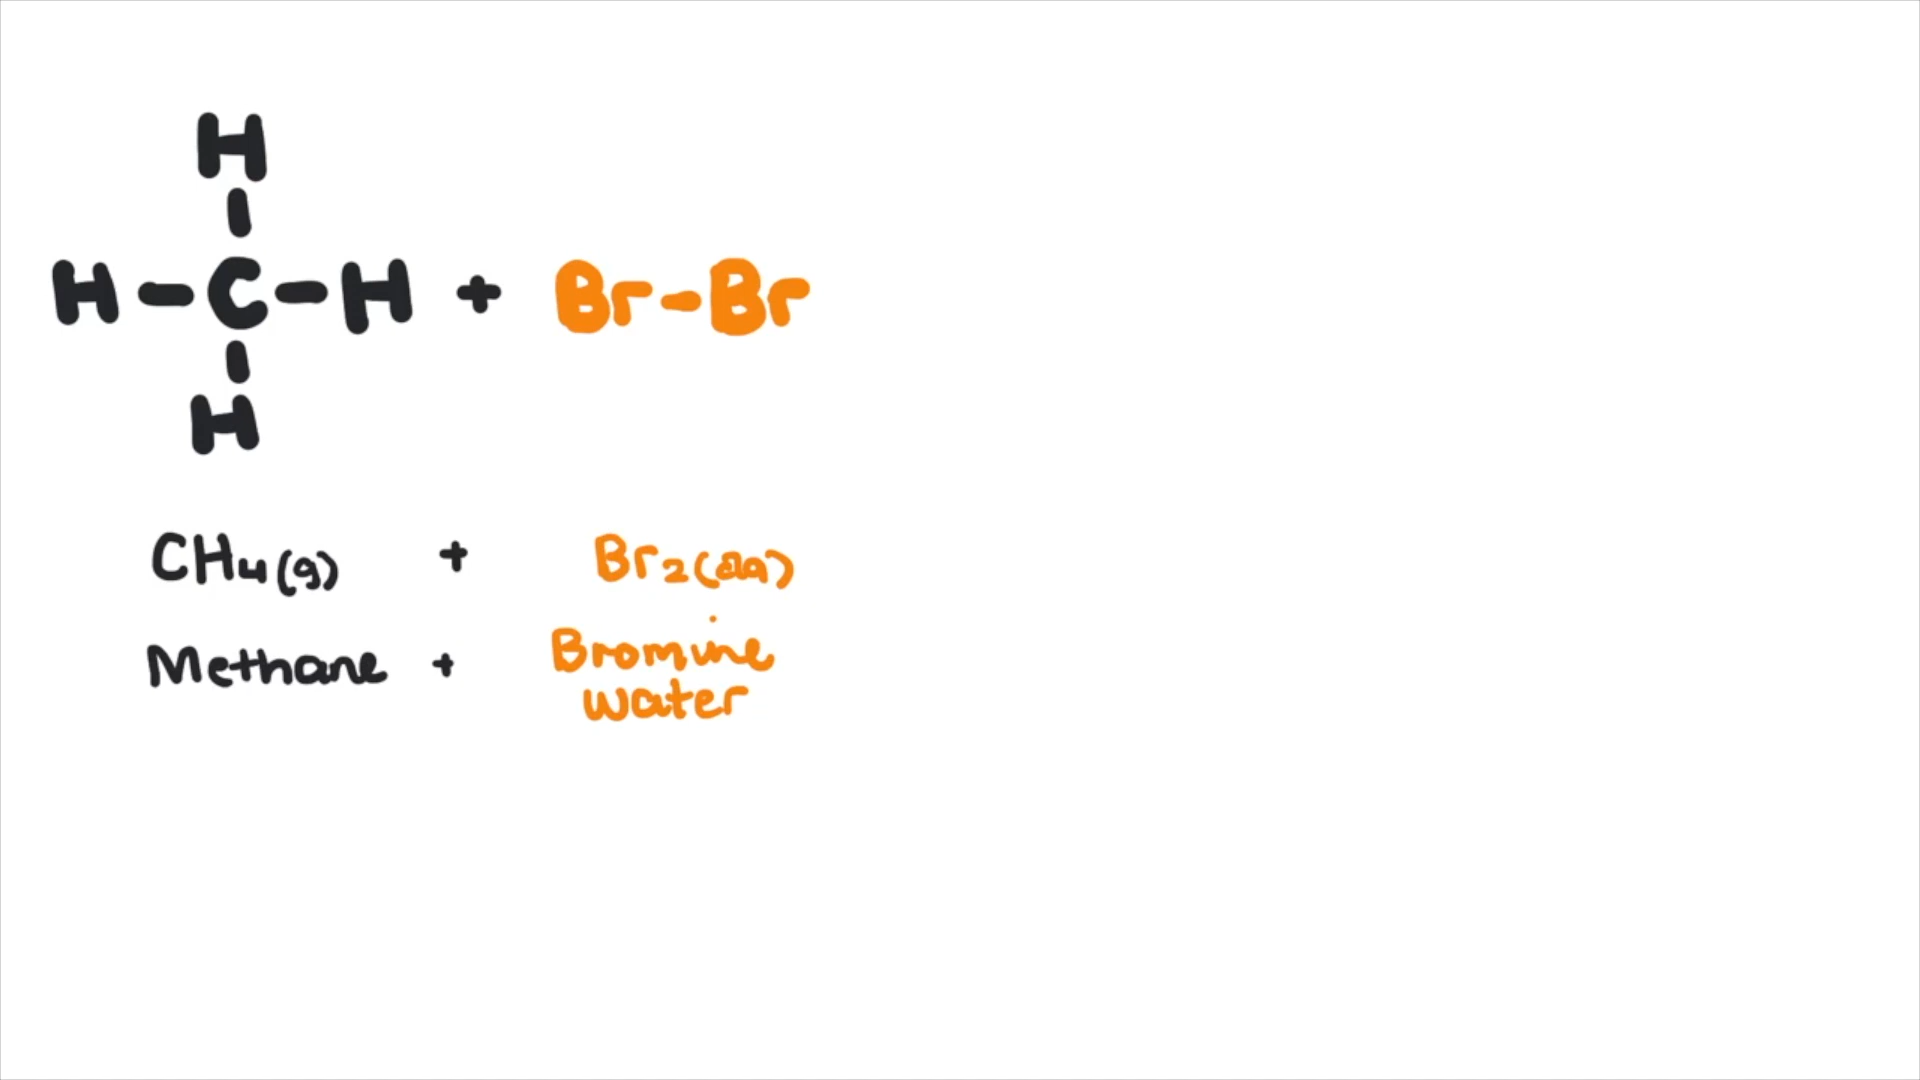 H
H-C-H + Br-Br
H
CH4(g) + Br2(aq)
Methane + Bromine
water